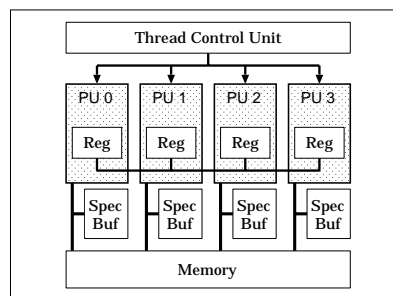 Thread Control Unit
PU 0 PU 1 PU 2 PU 3
Reg Reg Reg Reg
Spec Spec Spec Spec
Buf Buf Buf Buf
Memory